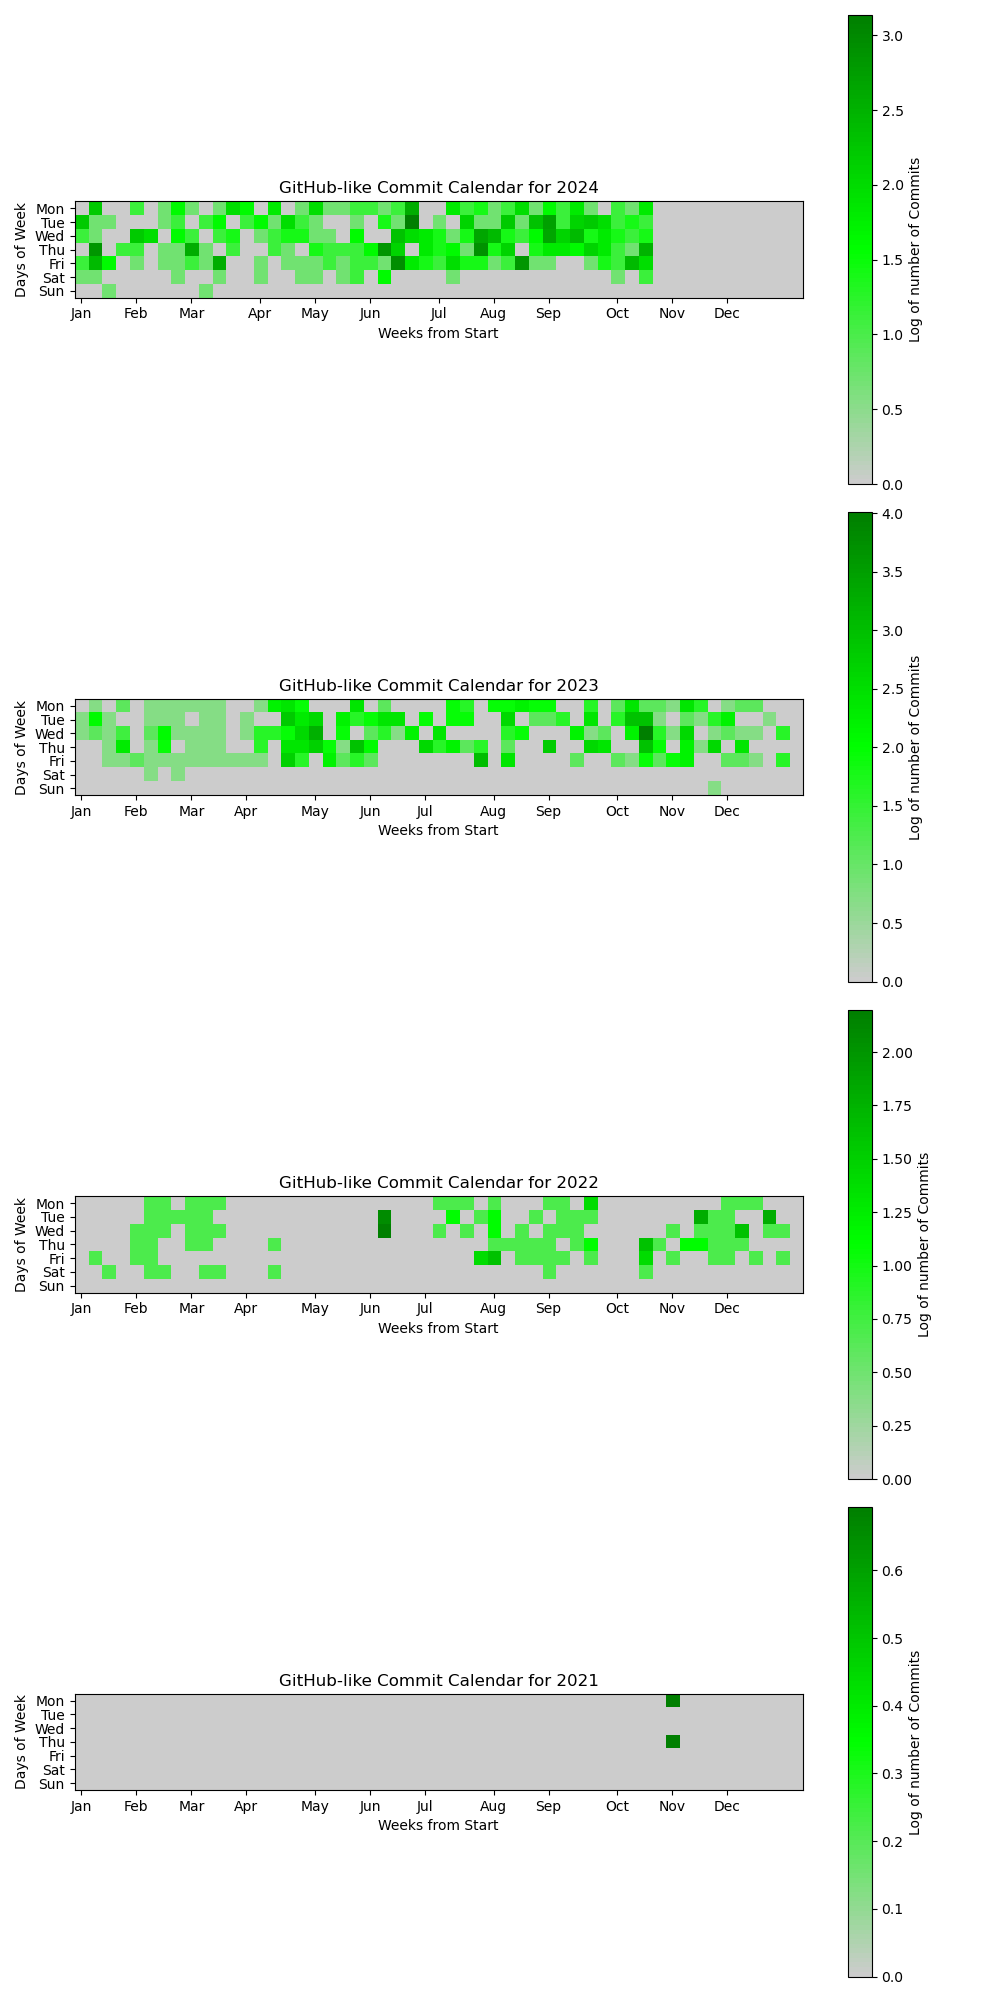 GitHub-like Commit Calendar for 2024
Days of Week
Mon
Tue
Wed
Thu
Fri
Sat
Sun
Jan Feb Mar Apr May Jun Jul Aug Sep Oct Nov Dec
Weeks from Start
3.0
2.5
2.0
1.5
1.0
0.5
0.0
Log of number of Commits
GitHub-like Commit Calendar for 2023
Days of Week
Mon
Tue
Wed
Thu
Fri
Sat
Sun
Jan Feb Mar Apr May Jun Jul Aug Sep Oct Nov Dec
Weeks from Start
4.0
3.5
3.0
2.5
2.0
1.5
1.0
0.5
0.0
Log of number of Commits
GitHub-like Commit Calendar for 2022
Days of Week
Mon
Tue
Wed
Thu
Fri
Sat
Sun
Jan Feb Mar Apr May Jun Jul Aug Sep Oct Nov Dec
Weeks from Start
2.00
1.75
1.50
1.25
1.00
0.75
0.50
0.25
0.00
Log of number of Commits
GitHub-like Commit Calendar for 2021
Days of Week
Mon
Tue
Wed
Thu
Fri
Sat
Sun
Jan Feb Mar Apr May Jun Jul Aug Sep Oct Nov Dec
Weeks from Start
0.6
0.5
0.4
0.3
0.2
0.1
0.0
Log of number of Commits